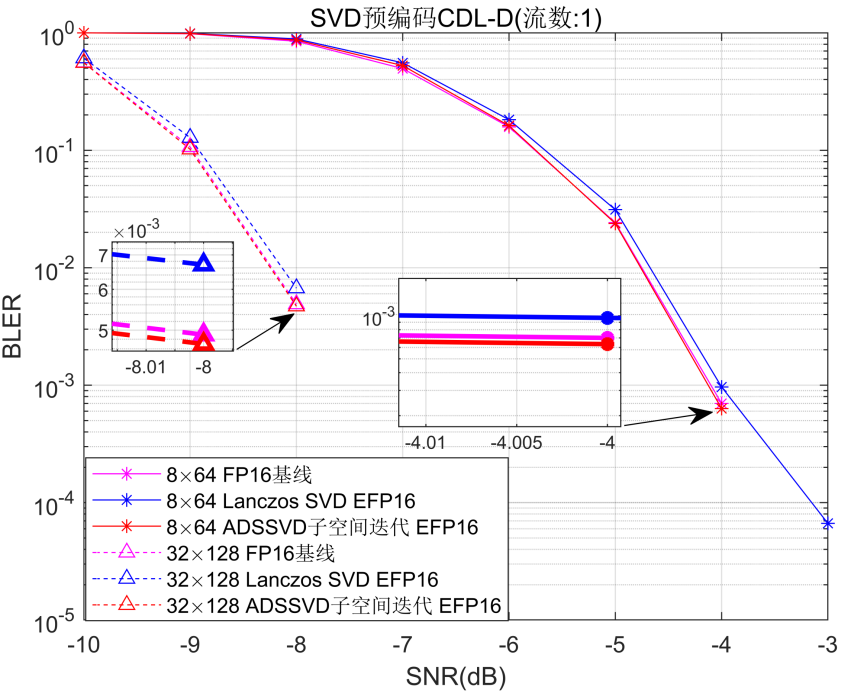 SVD预编码CDL-D(流数:1)
10⁰
10⁻¹
10⁻²
10⁻³
10⁻⁴
10⁻⁵
BLER
×10⁻³
7
6
5
-8.01 -8
10⁻³
-4.01 -4.005 -4
8×64 FP16基线
8×64 Lanczos SVD EFP16
8×64 ADSSVD子空间迭代 EFP16
32×128 FP16基线
32×128 Lanczos SVD EFP16
32×128 ADSSVD子空间迭代 EFP16
-10 -9 -8 -7 -6 -5 -4 -3
SNR(dB)